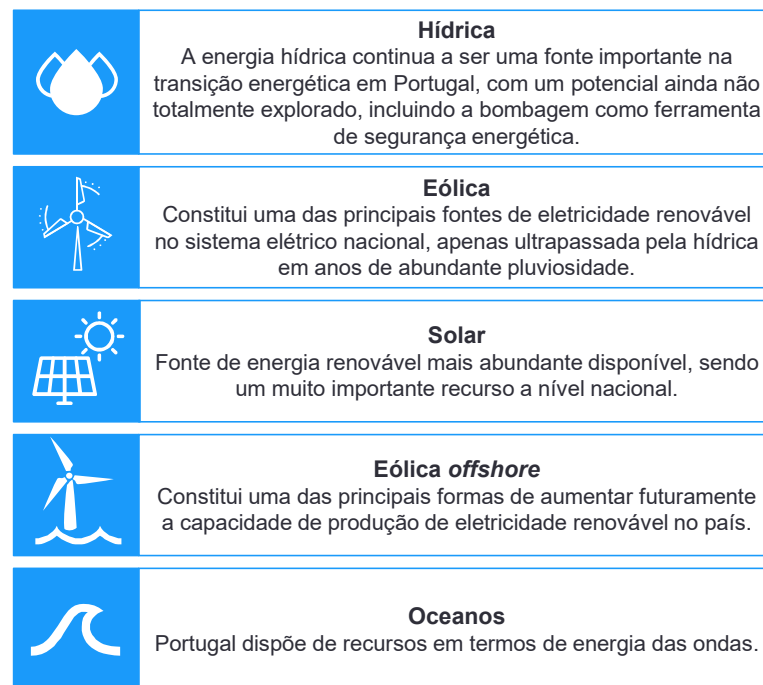 Hídrica
A energia hídrica continua a ser uma fonte importante na
transição energética em Portugal, com um potencial ainda não
totalmente explorado, incluindo a bombagem como ferramenta
de segurança energética.
Eólica
Constitui uma das principais fontes de eletricidade renovável
no sistema elétrico nacional, apenas ultrapassada pela hídrica
em anos de abundante pluviosidade.
Solar
Fonte de energia renovável mais abundante disponível, sendo
um muito importante recurso a nível nacional.
Eólica offshore
Constitui uma das principais formas de aumentar futuramente
a capacidade de produção de eletricidade renovável no país.
Oceanos
Portugal dispõe de recursos em termos de energia das ondas.